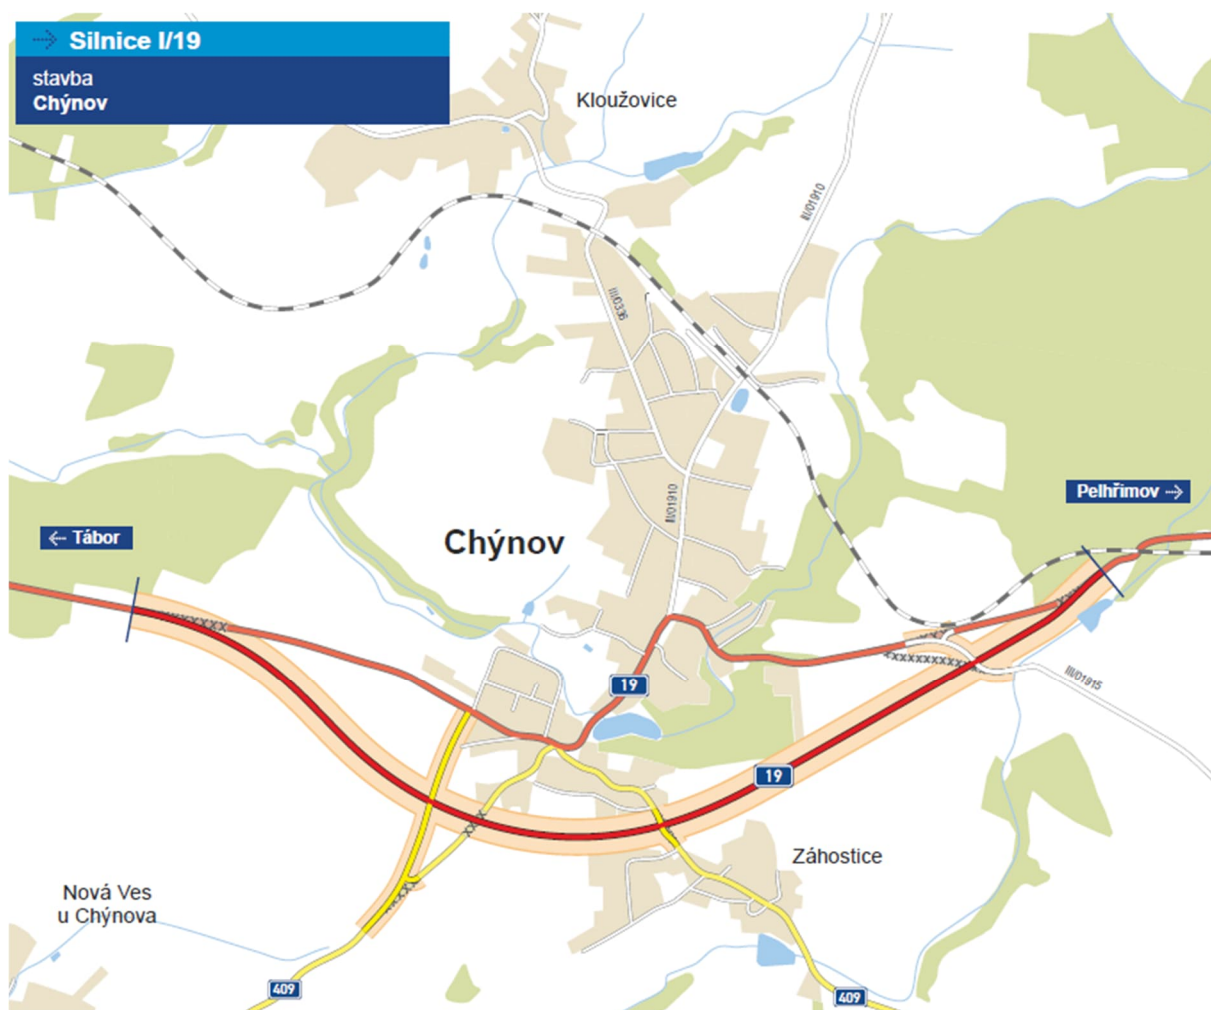 Silnice I/19
stavba
Chýnov
Kloužovice
III/01910
III/0336
III/01910
Pelhřimov
Tábor
Chýnov
19
III/01915
19
Záhostice
Nová Ves
u Chýnova
409
409